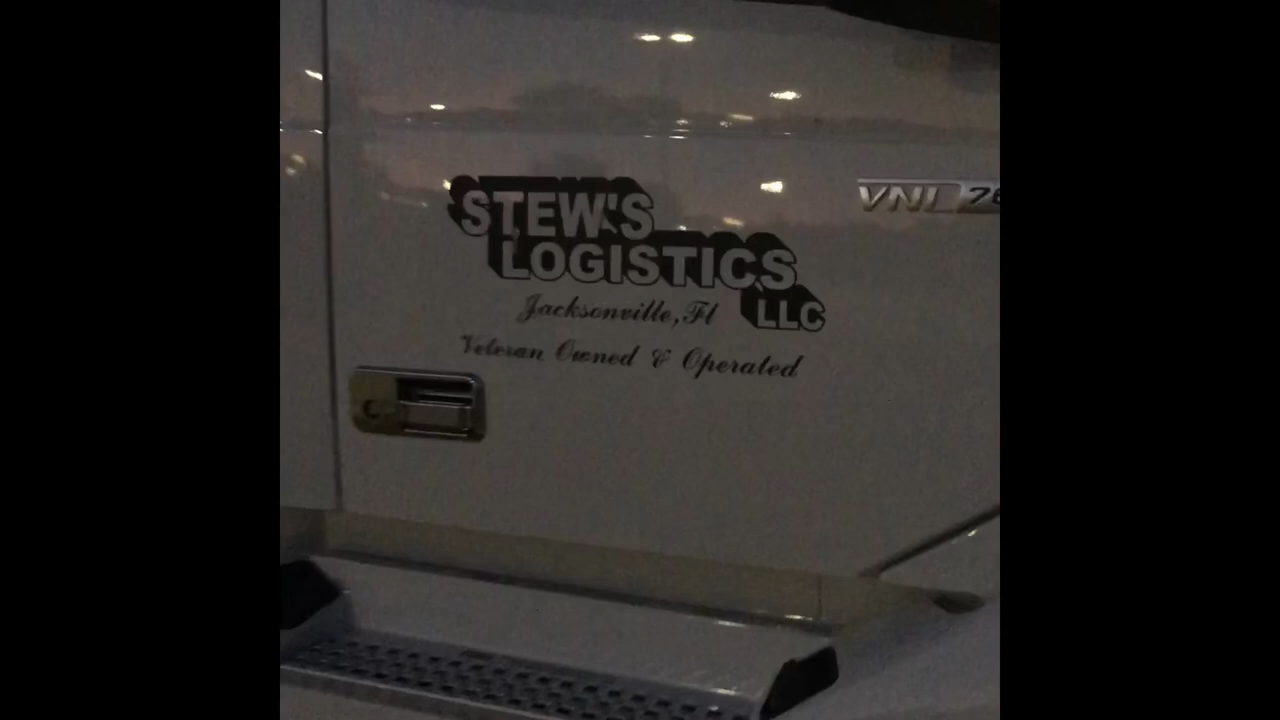 STEW'S
LOGISTICS
LLC
Jacksonville, Fl
Veteran Owned & Operated
VNL